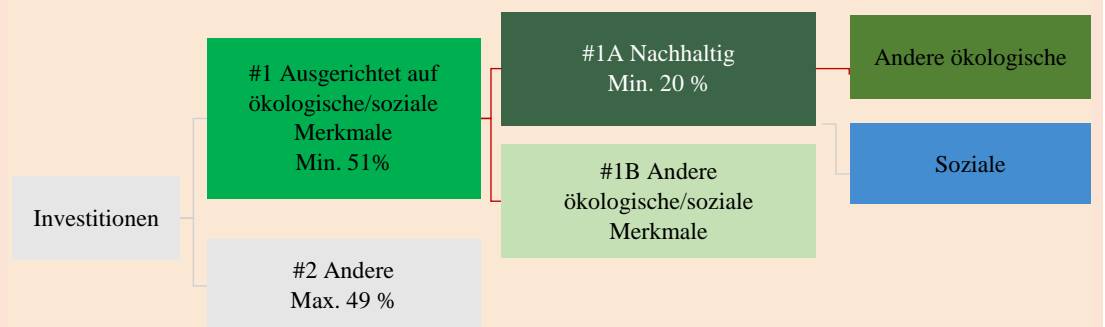 Investitionen
#1 Ausgerichtet auf
ökologische/soziale
Merkmale
Min. 51%
#2 Andere
Max. 49 %
#1A Nachhaltig
Min. 20 %
#1B Andere
ökologische/soziale
Merkmale
Andere ökologische
Soziale